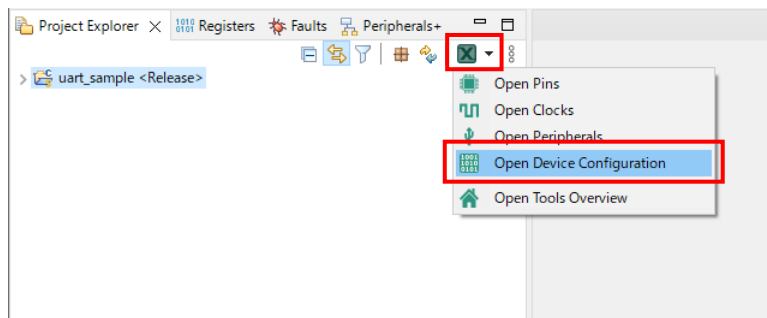 Project Explorer Registers Faults Peripherals+
uart_sample <Release>
Open Pins
Open Clocks
Open Peripherals
Open Device Configuration
Open Tools Overview